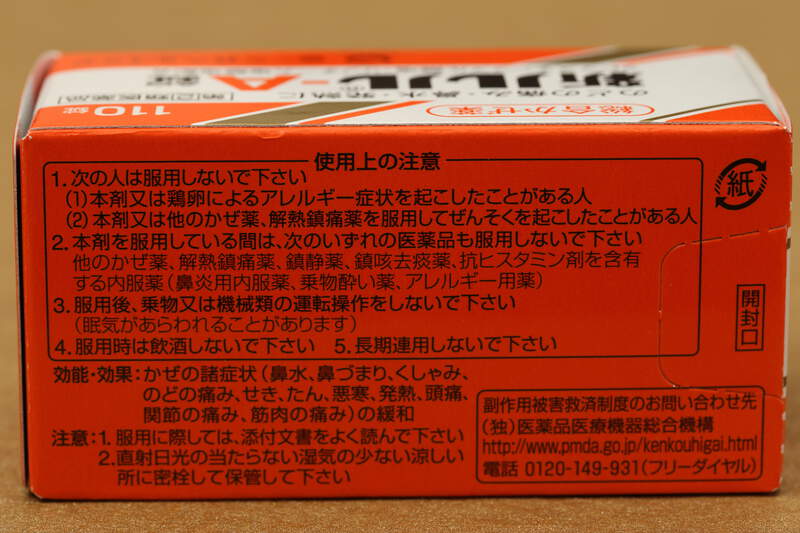 110錠
第②類医薬品
新ルル-A
錠
のどの痛み・鼻水・発熱に
総合かぜ薬
使用上の注意
1. 次の人は服用しないで下さい
(1)本剤又は鶏卵によるアレルギー症状を起こしたことがある人
(2)本剤又は他のかぜ薬、解熱鎮痛薬を服用してぜんそくを起こしたことがある人
2. 本剤を服用している間は、次のいずれの医薬品も服用しないで下さい
他のかぜ薬、解熱鎮痛薬、鎮静薬、鎮咳去痰薬、抗ヒスタミン剤を含有
する内服薬（鼻炎用内服薬、乗物酔い薬、アレルギー用薬）
3. 服用後、乗物又は機械類の運転操作をしないで下さい
（眠気があらわれることがあります）
4. 服用時は飲酒しないで下さい 5. 長期連用しないで下さい
紙
開封口
効能・効果：かぜの諸症状（鼻水、鼻づまり、くしゃみ、
のどの痛み、せき、たん、悪寒、発熱、頭痛、
関節の痛み、筋肉の痛み）の緩和
注意：1. 服用に際しては、添付文書をよく読んで下さい
2. 直射日光の当たらない湿気の少ない涼しい
所に密栓して保管して下さい
副作用被害救済制度のお問い合わせ先
（独）医薬品医療機器総合機構
http://www.pmda.go.jp/kenkouhigai.html
電話 0120-149-931（フリーダイヤル）